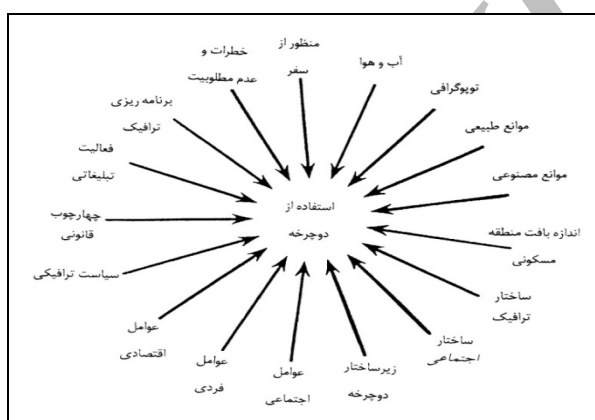 منظور از
سفر
آب و هوا
توپوگرافی
موانع طبیعی
موانع مصنوعی
اندازه بافت منطقه
مسکونی
ساختار
ترافیک
ساختار
اجتماعی
زیرساختار
دوچرخه
عوامل
اجتماعی
عوامل
فردی
عوامل
اقتصادی
سیاست ترافیکی
چهارچوب
قانونی
فعالیت
تبلیغاتی
برنامه ریزی
ترافیک
خطرات و
عدم مطلوبیت
استفاده از
دوچرخه